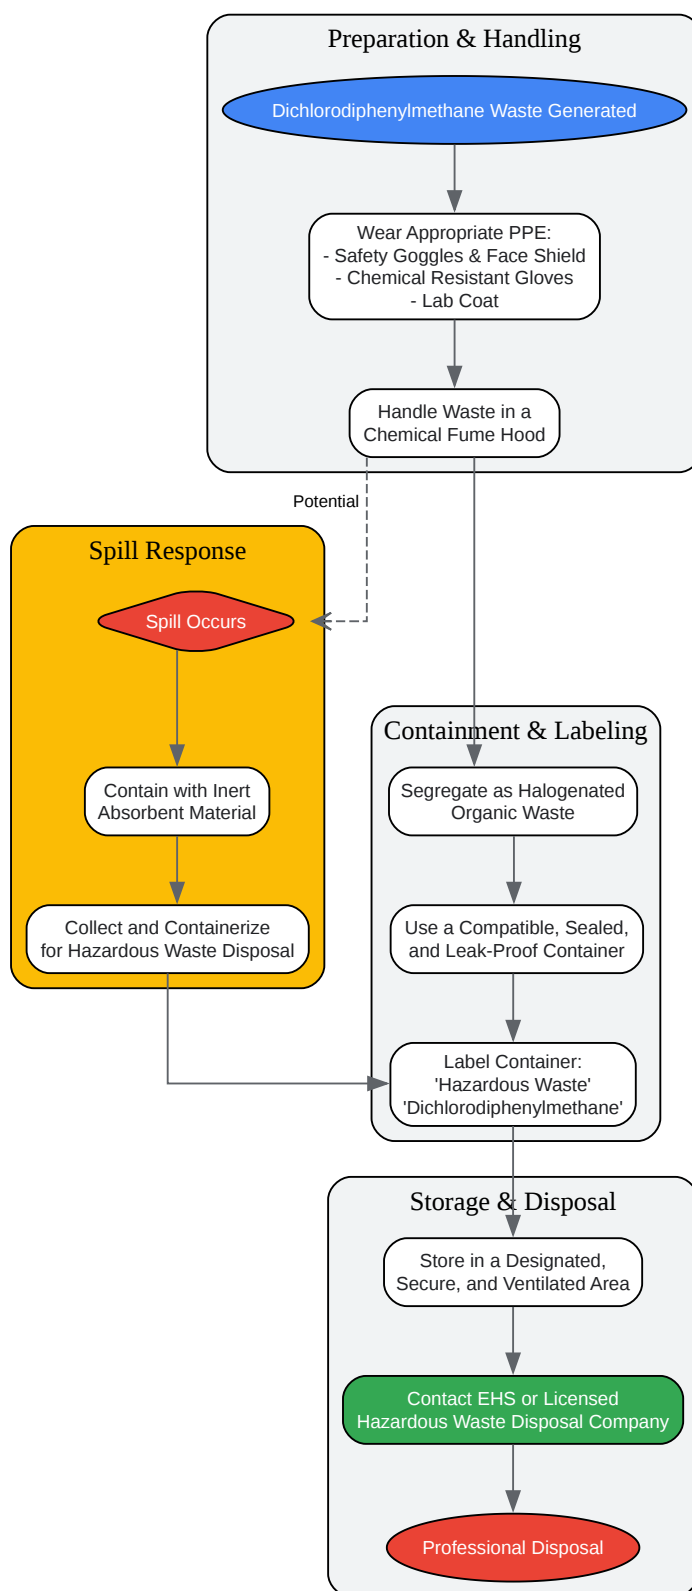 Preparation & Handling
Dichlorodiphenylmethane Waste Generated
Wear Appropriate PPE:
- Safety Goggles & Face Shield
- Chemical Resistant Gloves
- Lab Coat
Handle Waste in a
Chemical Fume Hood
Potential
Spill Response
Spill Occurs
Contain with Inert
Absorbent Material
Collect and Containerize
for Hazardous Waste Disposal
Containment & Labeling
Segregate as Halogenated
Organic Waste
Use a Compatible, Sealed,
and Leak-Proof Container
Label Container:
'Hazardous Waste'
'Dichlorodiphenylmethane'
Storage & Disposal
Store in a Designated,
Secure, and Ventilated Area
Contact EHS or Licensed
Hazardous Waste Disposal Company
Professional Disposal